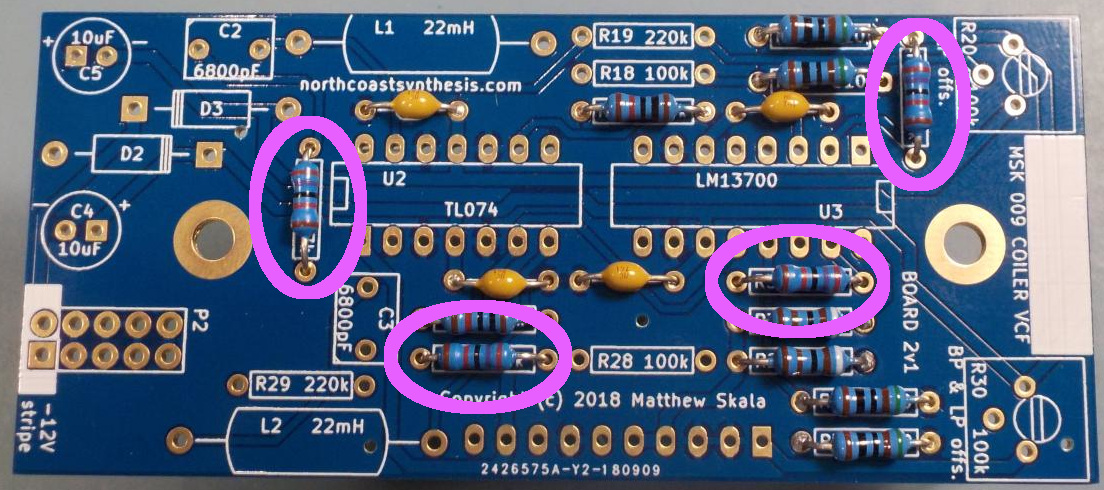 10uF
C5
C2
6800pF
L1 22mH
R19 220k
R18 100k
northcoastsynthesis.com
D3
D2
U2
TL074
LM13700
U3
R20 100k
offs.
MSK 009 COILER VCF
BOARD 2v1
C4
10uF
P2
C3
6800pF
R28 100k
R29 220k
Copyright (c) 2018 Matthew Skala
L2 22mH
2426575A-Y2-180909
-12V
stripe
R30 100k
BP & LP offs.